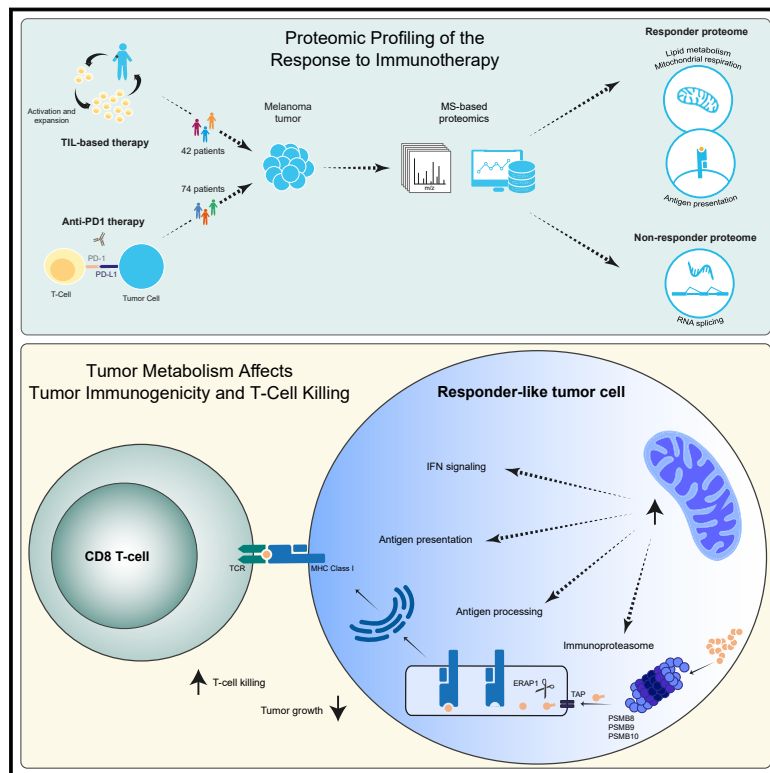 Proteomic Profiling of the
Response to Immunotherapy
Activation and
expansion
TIL-based therapy
42 patients
74 patients
Anti-PD1 therapy
PD-1
PD-L1
T-Cell
Tumor Cell
Melanoma
tumor
MS-based
proteomics
m/z
Responder proteome
Lipid metabolism
Mitochondrial respiration
Antigen presentation
Non-responder proteome
RNA splicing
Tumor Metabolism Affects
Tumor Immunogenicity and T-Cell Killing
Responder-like tumor cell
IFN signaling
Antigen presentation
CD8 T-cell
TCR
MHC Class I
Antigen processing
Immunoproteasome
ERAP1
TAP
PSMB8
PSMB9
PSMB10
T-cell killing
Tumor growth